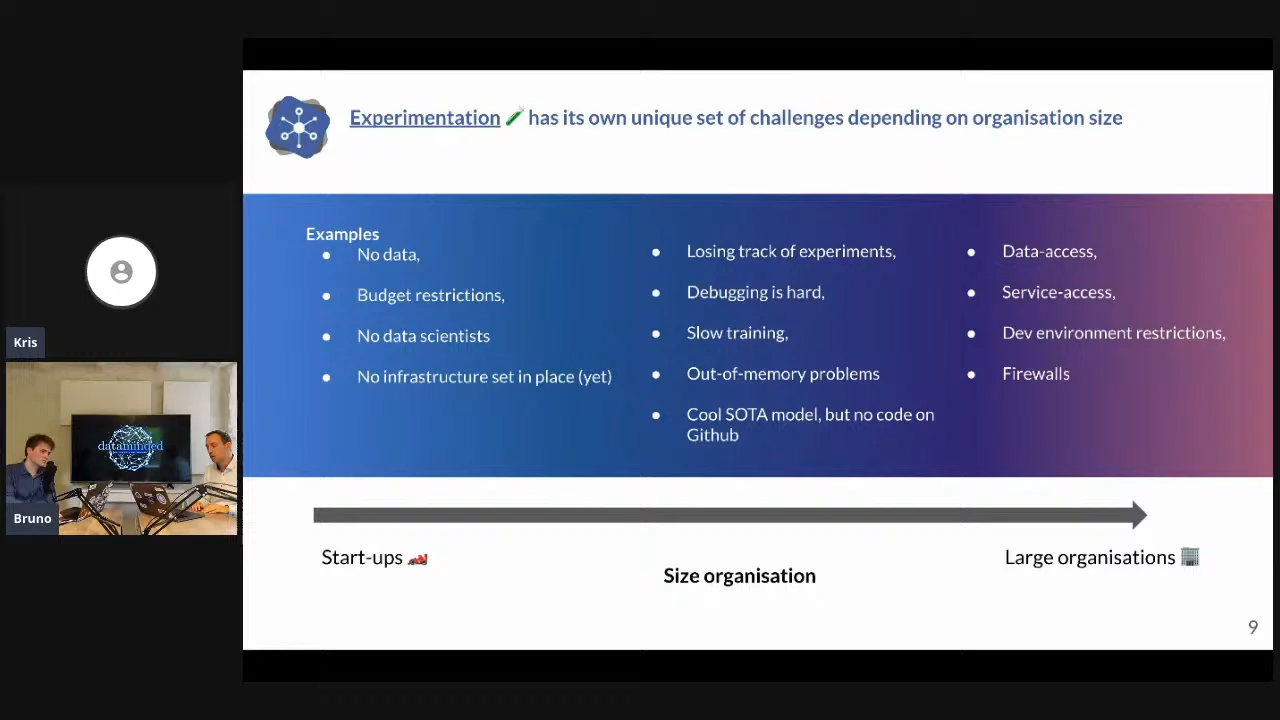 Experimentation has its own unique set of challenges depending on organisation size
Examples
No data,
Budget restrictions,
No data scientists
No infrastructure set in place (yet)
Losing track of experiments,
Debugging is hard,
Slow training,
Out-of-memory problems
Cool SOTA model, but no code on
Github
Data-access,
Service-access,
Dev environment restrictions,
Firewalls
Start-ups
Size organisation
Large organisations
9
Kris
dataminded
Bruno